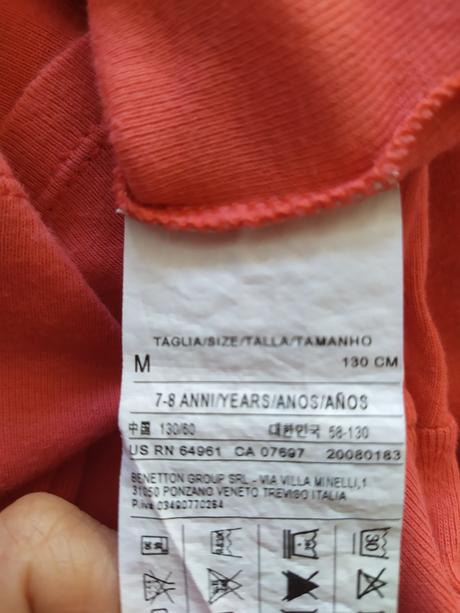 TAGLIA/SIZE/TALLA/TAMANHO
M 130 CM
7-8 ANNI/YEARS/ANOS/AÑOS
中国 130/60 대한민국 58-130
US RN 64961 CA 07697 20080183
BENETTON GROUP SRL - VIA VILLA MINELLI,1
31050 PONZANO VENETO TREVISO ITALIA
P.iva 03490770264
30